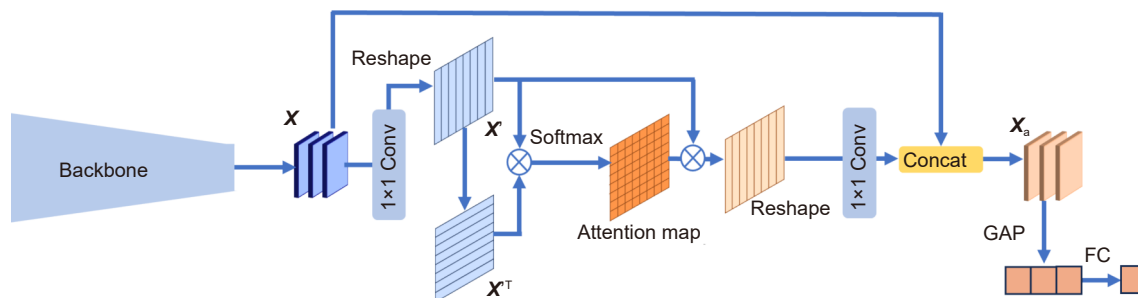 Backbone
X
1×1 Conv
Reshape
X'
X'T
Softmax
Attention map
Reshape
1×1 Conv
Concat
Xa
GAP
FC